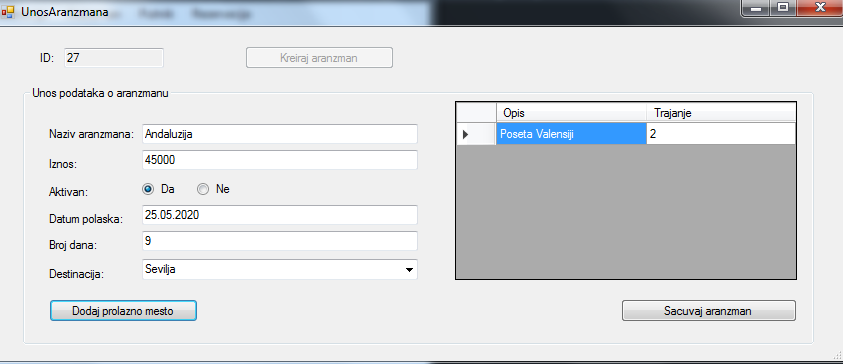 UnosAranzmana
ID: 27 Kreiraj aranzman
Unos podataka o aranzmanu
Naziv aranzmana: Andaluzija
Iznos: 45000
Aktivan: Da Ne
Datum polaska: 25.05.2020
Broj dana: 9
Destinacija: Sevilja
Dodaj prolazno mesto
Opis Trajanje
Poseta Valensiji 2
Sacuvaj aranzman